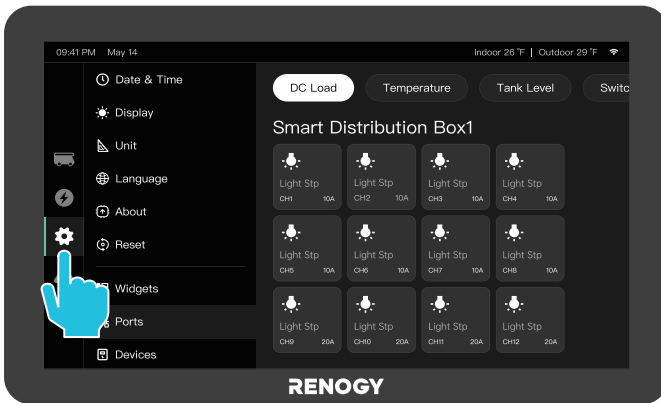 09:41 PM May 14
Indoor 26 °F | Outdoor 29 °F
Date & Time
Display
Unit
Language
About
Reset
Widgets
Ports
Devices
DC Load
Temperature
Tank Level
Switc
Smart Distribution Box1
Light Stp
CH1 10A
Light Stp
CH2 10A
Light Stp
CH3 10A
Light Stp
CH4 10A
Light Stp
CH5 10A
Light Stp
CH6 10A
Light Stp
CH7 10A
Light Stp
CH8 10A
Light Stp
CH9 20A
Light Stp
CH10 20A
Light Stp
CH11 20A
Light Stp
CH12 20A
RENOGY